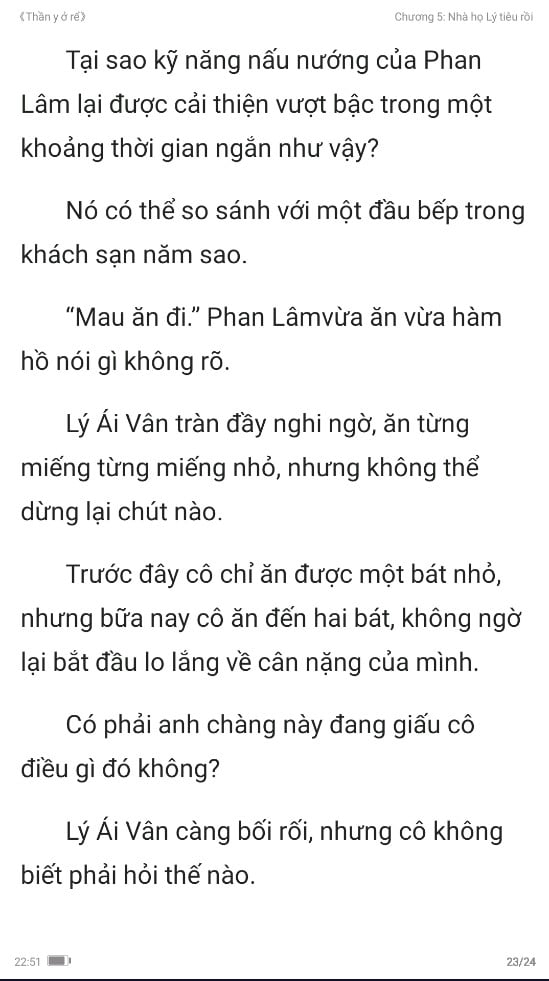 《Thần y ở rể》
Chương 5: Nhà họ Lý tiêu rồi
Tại sao kỹ năng nấu nướng của Phan
Lâm lại được cải thiện vượt bậc trong một
khoảng thời gian ngắn như vậy?
Nó có thể so sánh với một đầu bếp trong
khách sạn năm sao.
“Mau ăn đi.” Phan Lâmvừa ăn vừa hàm
hồ nói gì không rõ.
Lý Ái Vân tràn đầy nghi ngờ, ăn từng
miếng từng miếng nhỏ, nhưng không thể
dừng lại chút nào.
Trước đây cô chỉ ăn được một bát nhỏ,
nhưng bữa nay cô ăn đến hai bát, không ngờ
lại bắt đầu lo lắng về cân nặng của mình.
Có phải anh chàng này đang giấu cô
điều gì đó không?
Lý Ái Vân càng bối rối, nhưng cô không
biết phải hỏi thế nào.
22:51
23/24